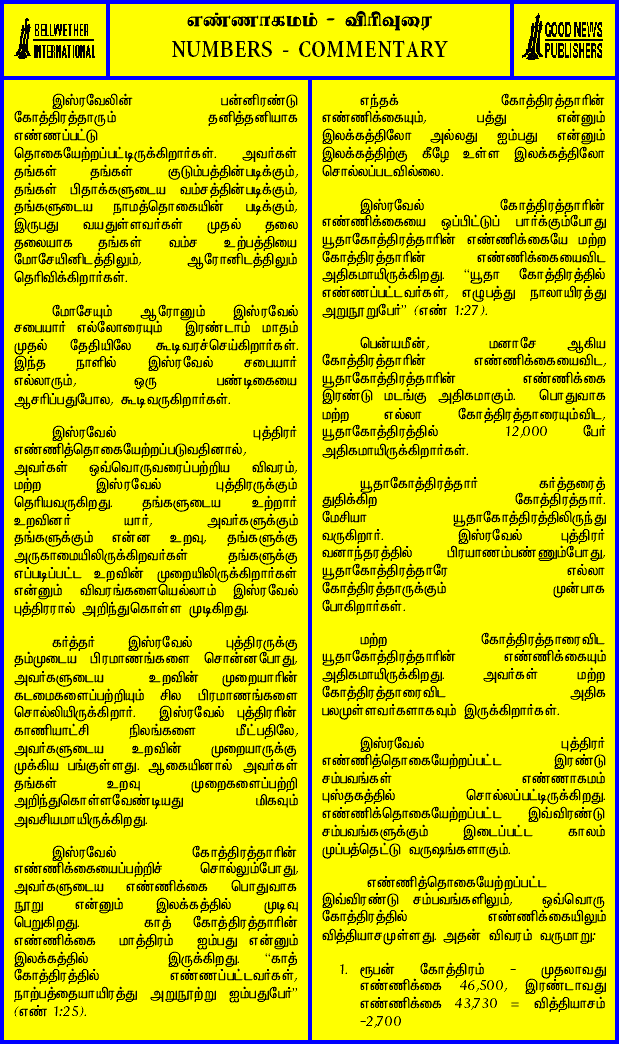 BELLWETHER
INTERNATIONAL
எண்ணாகமம் - விரிவுரை
NUMBERS - COMMENTARY
GOOD NEWS
PUBLISHERS
இஸ்ரவேலின் பன்னிரண்டு
கோத்திரத்தாரும் தனித்தனியாக
எண்ணப்பட்டு
தொகையேற்றப்பட்டிருக்கிறார்கள். அவர்கள்
தங்கள் தங்கள் குடும்பத்தின்படிக்கும்,
தங்கள் பிதாக்களுடைய வம்சத்தின்படிக்கும்,
தங்களுடைய நாமத்தொகையின் படிக்கும்,
இருபது வயதுள்ளவர்கள் முதல் தலை
தலையாக தங்கள் வம்ச உற்பத்தியை
மோசேயினிடத்திலும், ஆரோனிடத்திலும்
தெரிவிக்கிறார்கள்.
மோசேயும் ஆரோனும் இஸ்ரவேல்
சபையார் எல்லோரையும் இரண்டாம் மாதம்
முதல் தேதியிலே கூடிவரச்செய்கிறார்கள்.
இந்த நாளில் இஸ்ரவேல் சபையார்
எல்லாரும், ஒரு பண்டிகையை
ஆசரிப்பதுபோல, கூடிவருகிறார்கள்.
இஸ்ரவேல் புத்திரர்
எண்ணித்தொகையேற்றப்படுவதினால்,
அவர்கள் ஒவ்வொருவரைப்பற்றிய விவரம்,
மற்ற இஸ்ரவேல் புத்திரருக்கும்
தெரியவருகிறது. தங்களுடைய உற்றார்
உறவினர் யார், அவர்களுக்கும்
தங்களுக்கும் என்ன உறவு, தங்களுக்கு
அருகாமையிலிருக்கிறவர்கள் தங்களுக்கு
எப்படிப்பட்ட உறவின் முறையிலிருக்கிறார்கள்
என்னும் விவரங்களையெல்லாம் இஸ்ரவேல்
புத்திரரால் அறிந்துகொள்ள முடிகிறது.
கர்த்தர் இஸ்ரவேல் புத்திரருக்கு
தம்முடைய பிரமாணங்களை சொன்னபோது,
அவர்களுடைய உறவின் முறையாரின்
கடமைகளைப்பற்றியும் சில பிரமாணங்களை
சொல்லியிருக்கிறார். இஸ்ரவேல் புத்திரரின்
காணியாட்சி நிலங்களை மீட்பதிலே,
அவர்களுடைய உறவின் முறையாருக்கு
முக்கிய பங்குள்ளது. ஆகையினால் அவர்கள்
தங்கள் உறவு முறைகளைப்பற்றி
அறிந்துகொள்ளவேண்டியது மிகவும்
அவசியமாயிருக்கிறது.
இஸ்ரவேல் கோத்திரத்தாரின்
எண்ணிக்கையைப்பற்றிச் சொல்லும்போது,
அவர்களுடைய எண்ணிக்கை பொதுவாக
நூறு என்னும் இலக்கத்தில் முடிவு
பெறுகிறது. காத் கோத்திரத்தாரின்
எண்ணிக்கை மாத்திரம் ஐம்பது என்னும்
இலக்கத்தில் இருக்கிறது. “காத்
கோத்திரத்தில் எண்ணப்பட்டவர்கள்,
நாற்பத்தையாயிரத்து அறுநூற்று ஐம்பதுபேர்”
(எண் 1:25).
எந்தக் கோத்திரத்தாரின்
எண்ணிக்கையும், பத்து என்னும்
இலக்கத்திலோ அல்லது ஐம்பது என்னும்
இலக்கத்திற்கு கீழே உள்ள இலக்கத்திலோ
சொல்லப்படவில்லை.
இஸ்ரவேல் கோத்திரத்தாரின்
எண்ணிக்கையை ஒப்பிட்டுப் பார்க்கும்போது
யூதாகோத்திரத்தாரின் எண்ணிக்கையே மற்ற
கோத்திரத்தாரின் எண்ணிக்கையைவிட
அதிகமாயிருக்கிறது. “யூதா கோத்திரத்தில்
எண்ணப்பட்டவர்கள், எழுபத்து நாலாயிரத்து
அறுநூறுபேர்” (எண் 1:27).
பென்யமீன், மனாசே ஆகிய
கோத்திரத்தாரின் எண்ணிக்கையைவிட,
யூதாகோத்திரத்தாரின் எண்ணிக்கை
இரண்டு மடங்கு அதிகமாகும். பொதுவாக
மற்ற எல்லா கோத்திரத்தாரையும்விட,
யூதாகோத்திரத்தில் 12,000 பேர்
அதிகமாயிருக்கிறார்கள்.
யூதாகோத்திரத்தார் கர்த்தரைத்
துதிக்கிற கோத்திரத்தார்.
மேசியா யூதாகோத்திரத்திலிருந்து
வருகிறார். இஸ்ரவேல் புத்திரர்
வனாந்தரத்தில் பிரயாணம்பண்ணும்போது,
யூதாகோத்திரத்தாரே எல்லா
கோத்திரத்தாருக்கும் முன்பாக
போகிறார்கள்.
மற்ற கோத்திரத்தாரைவிட
யூதாகோத்திரத்தாரின் எண்ணிக்கையும்
அதிகமாயிருக்கிறது. அவர்கள் மற்ற
கோத்திரத்தாரைவிட அதிக
பலமுள்ளவர்களாகவும் இருக்கிறார்கள்.
இஸ்ரவேல் புத்திரர்
எண்ணித்தொகையேற்றப்பட்ட இரண்டு
சம்பவங்கள் எண்ணாகமம்
புஸ்தகத்தில் சொல்லப்பட்டிருக்கிறது.
எண்ணித்தொகையேற்றப்பட்ட இவ்விரண்டு
சம்பவங்களுக்கும் இடைப்பட்ட காலம்
முப்பத்தெட்டு வருஷங்களாகும்.
எண்ணித்தொகையேற்றப்பட்ட
இவ்விரண்டு சம்பவங்களிலும், ஒவ்வொரு
கோத்திரத்தில் எண்ணிக்கையிலும்
வித்தியாசமுள்ளது. அதன் விவரம் வருமாறு:
1. ரூபன் கோத்திரம் - முதலாவது
எண்ணிக்கை 46,500, இரண்டாவது
எண்ணிக்கை 43,730 = வித்தியாசம்
-2,700